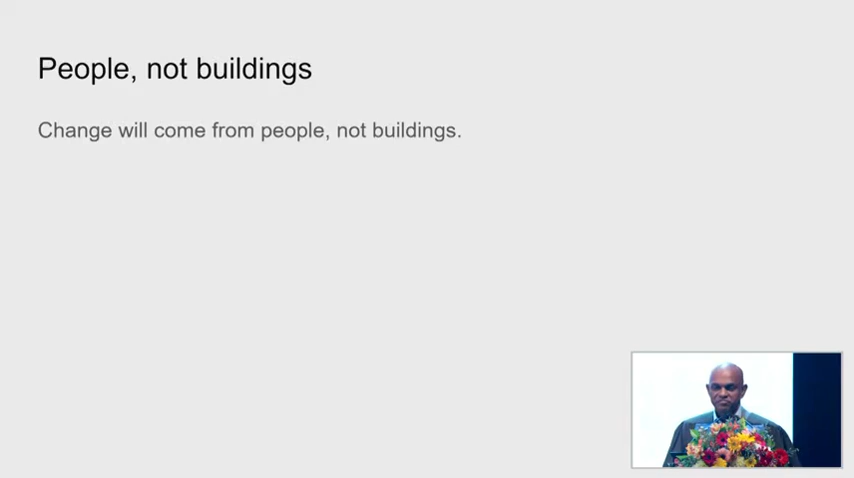 People, not buildings
Change will come from people, not buildings.